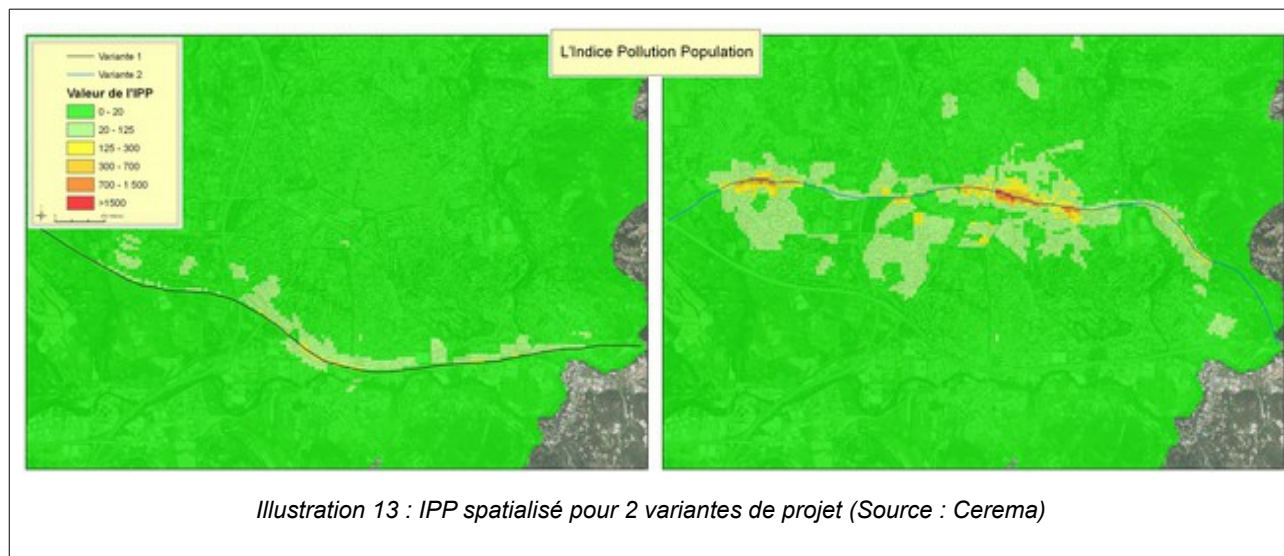 L'Indice Pollution Population
Variante 1
Variante 2
Valeur de l'IPP
0 - 20
20 - 125
125 - 300
300 - 700
700 - 1 500
>1500
Illustration 13 : IPP spatialisé pour 2 variantes de projet (Source : Cerema)